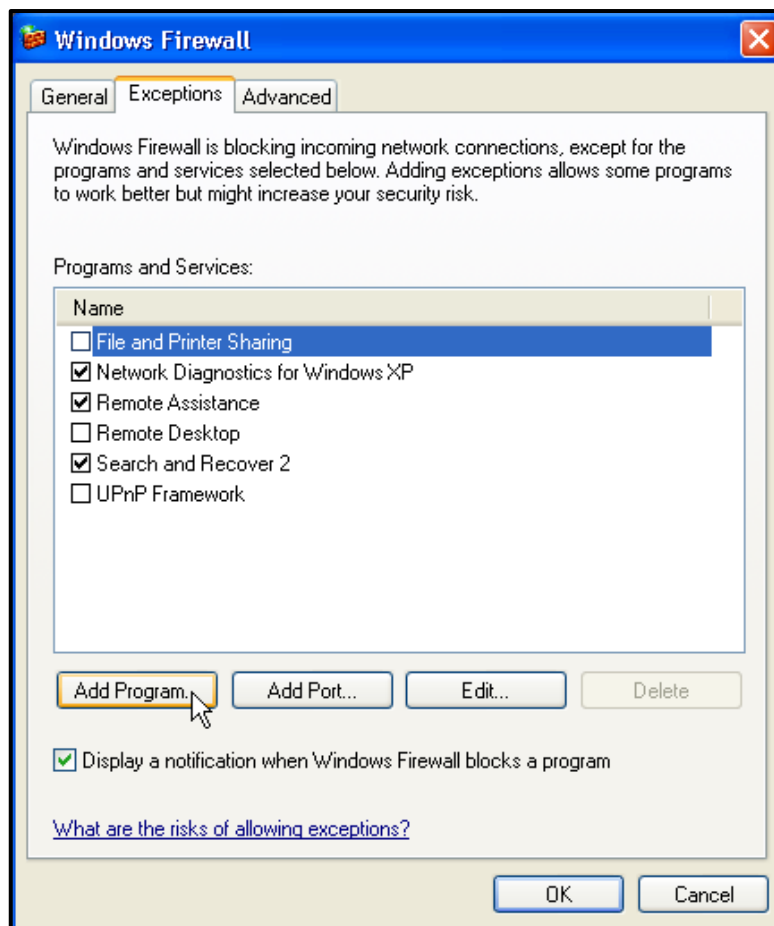 Windows Firewall
General Exceptions Advanced
Windows Firewall is blocking incoming network connections, except for the
programs and services selected below. Adding exceptions allows some programs
to work better but might increase your security risk.
Programs and Services:
Name
File and Printer Sharing
Network Diagnostics for Windows XP
Remote Assistance
Remote Desktop
Search and Recover 2
UPnP Framework
Add Program... Add Port... Edit... Delete
Display a notification when Windows Firewall blocks a program
What are the risks of allowing exceptions?
OK Cancel